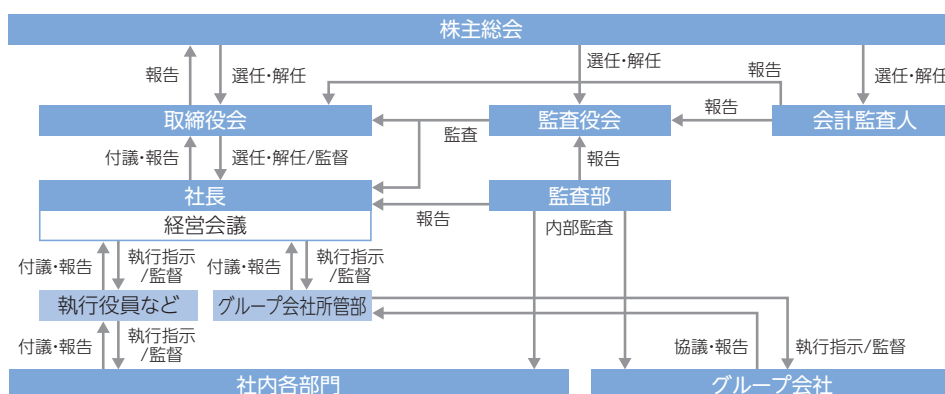 株主総会
報告
選任・解任
選任・解任
報告
選任・解任
取締役会
監査
監査役会
報告
会計監査人
付議・報告
選任・解任/監督
報告
社長
監査部
経営会議
報告
内部監査
付議・報告
執行指示
/監督
付議・報告
執行指示
/監督
執行役員など
グループ会社所管部
付議・報告
執行指示
/監督
協議・報告
執行指示/監督
社内各部門
グループ会社